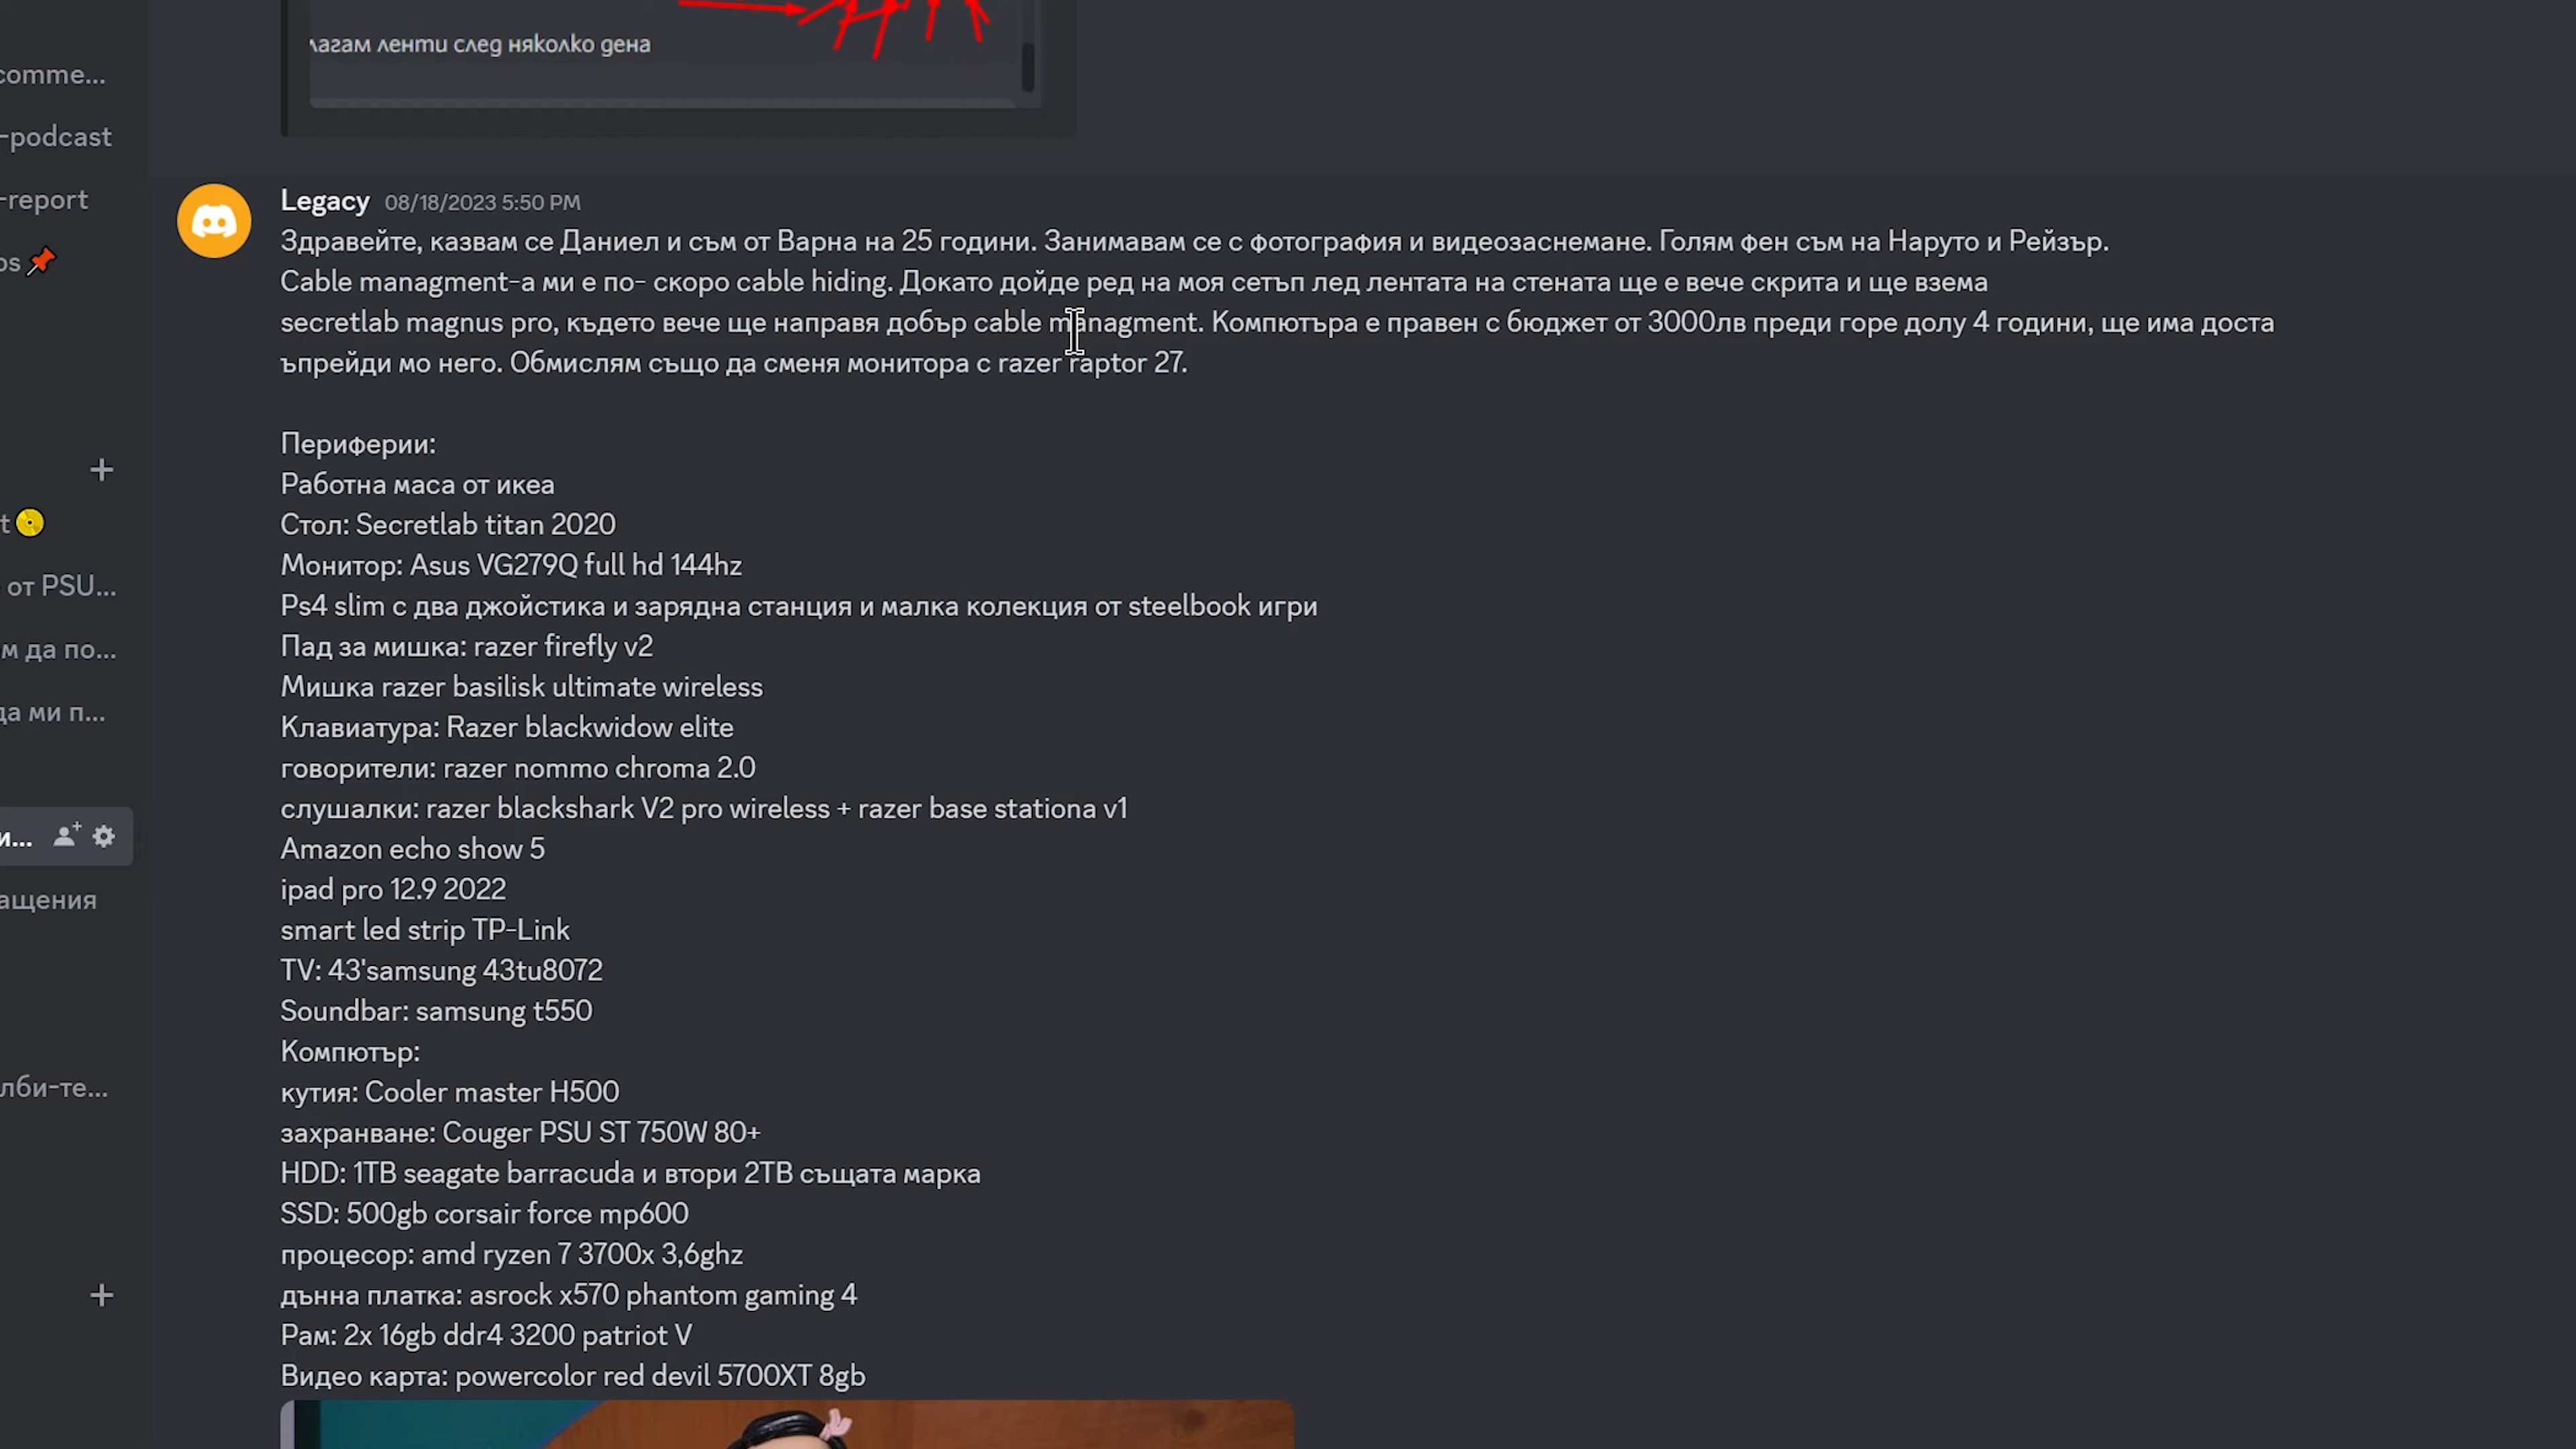 лагам ленти след няколко дена
comme...
-podcast
-report
os
t
от PSU...
м да по...
да ми п...
и...
ащения
лби-те...
Legacy 08/18/2023 5:50 PM
Здравейте, казвам се Даниел и съм от Варна на 25 години. Занимавам се с фотография и видеозаснемане. Голям фен съм на Наруто и Рейзър.
Cable managment-а ми е по- скоро cable hiding. Докато дойде ред на моя сетъп лед лентата на стената ще е вече скрита и ще взема
secretlab magnus pro, където вече ще направя добър cable managment. Компютъра е правен с бюджет от 3000лв преди горе долу 4 години, ще има доста
ъпрейди мо него. Обмислям също да сменя монитора с razer raptor 27.
Периферии:
Работна маса от икеа
Стол: Secretlab titan 2020
Монитор: Asus VG279Q full hd 144hz
Ps4 slim с два джойстика и зарядна станция и малка колекция от steelbook игри
Пад за мишка: razer firefly v2
Мишка razer basilisk ultimate wireless
Клавиатура: Razer blackwidow elite
говорители: razer nommo chroma 2.0
слушалки: razer blackshark V2 pro wireless + razer base stationa v1
Amazon echo show 5
ipad pro 12.9 2022
smart led strip TP-Link
TV: 43'samsung 43tu8072
Soundbar: samsung t550
Компютър:
кутия: Cooler master H500
захранване: Couger PSU ST 750W 80+
HDD: 1TB seagate barracuda и втори 2TB същата марка
SSD: 500gb corsair force mp600
процесор: amd ryzen 7 3700x 3,6ghz
дънна платка: asrock x570 phantom gaming 4
Рам: 2x 16gb ddr4 3200 patriot V
Видео карта: powercolor red devil 5700XT 8gb